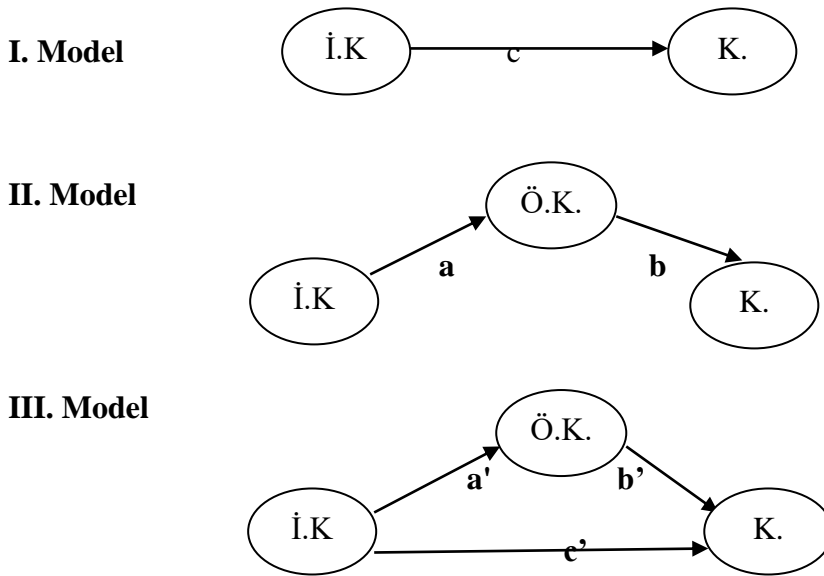 I. Model
İ.K
c
K.
II. Model
Ö.K.
a
b
İ.K
K.
III. Model
Ö.K.
a'
b’
İ.K
K.
c’